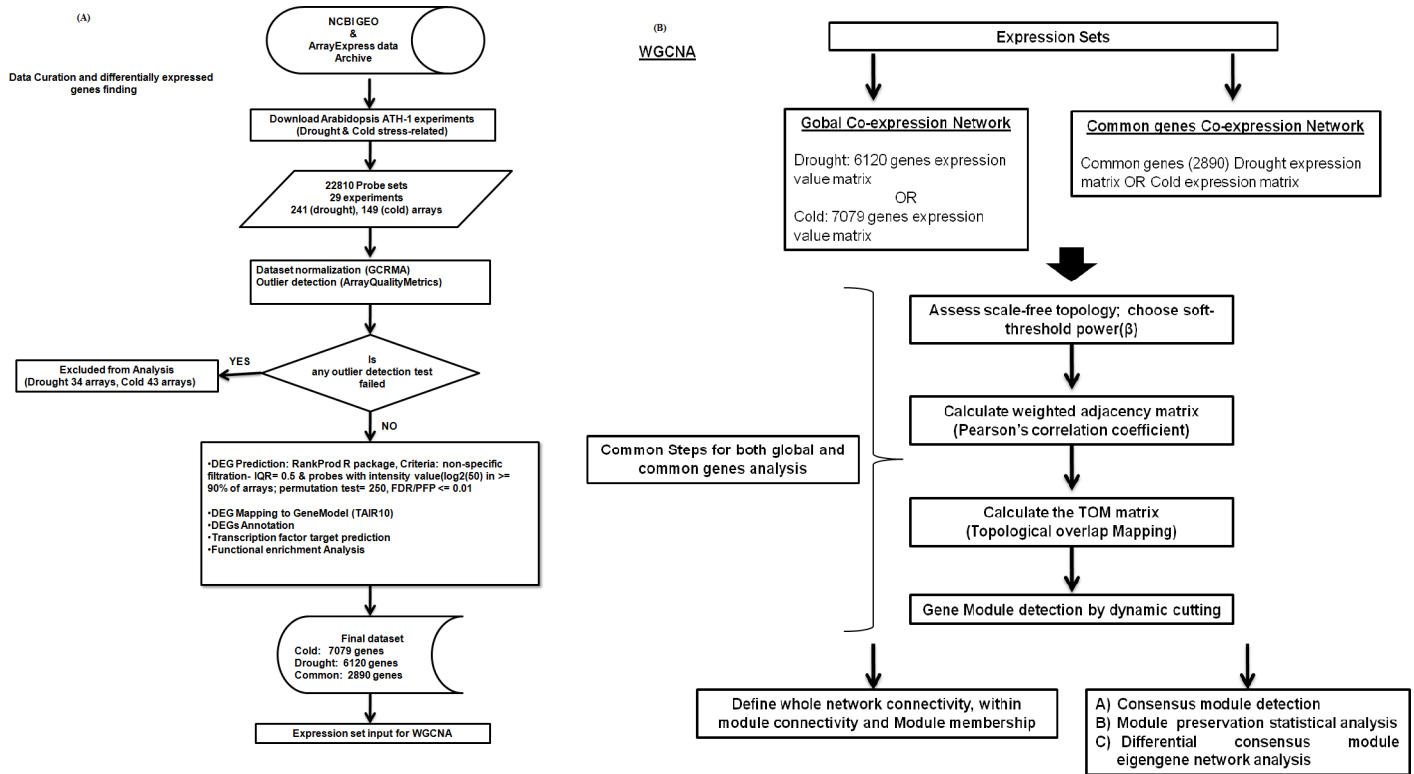 (A)
NCBI GEO
&
ArrayExpress data
Archive
Data Curation and differentially expressed
genes finding
Download Arabidopsis ATH-1 experiments
(Drought & Cold stress-related)
22810 Probe sets
29 experiments
241 (drought), 149 (cold) arrays
Dataset normalization (GCRMA)
Outlier detection (ArrayQualityMetrics)
Is
any outlier detection test
failed
YES
Excluded from Analysis
(Drought 34 arrays, Cold 43 arrays)
NO
•DEG Prediction: RankProd R package, Criteria: non-specific
filtration- IQR= 0.5 & probes with intensity value(log2(50) in >=
90% of arrays; permutation test= 250, FDR/PFP <= 0.01
•DEG Mapping to GeneModel (TAIR10)
•DEGs Annotation
•Transcription factor target prediction
•Functional enrichment Analysis
Final dataset
Cold: 7079 genes
Drought: 6120 genes
Common: 2890 genes
Expression set input for WGCNA
(B)
WGCNA
Expression Sets
Gobal Co-expression Network
Drought: 6120 genes expression
value matrix
OR
Cold: 7079 genes expression
value matrix
Common genes Co-expression Network
Common genes (2890) Drought expression
matrix OR Cold expression matrix
Assess scale-free topology; choose soft-
threshold power(β)
Calculate weighted adjacency matrix
(Pearson's correlation coefficient)
Common Steps for both global and
common genes analysis
Calculate the TOM matrix
(Topological overlap Mapping)
Gene Module detection by dynamic cutting
Define whole network connectivity, within
module connectivity and Module membership
A) Consensus module detection
B) Module preservation statistical analysis
C) Differential consensus module
eigengene network analysis